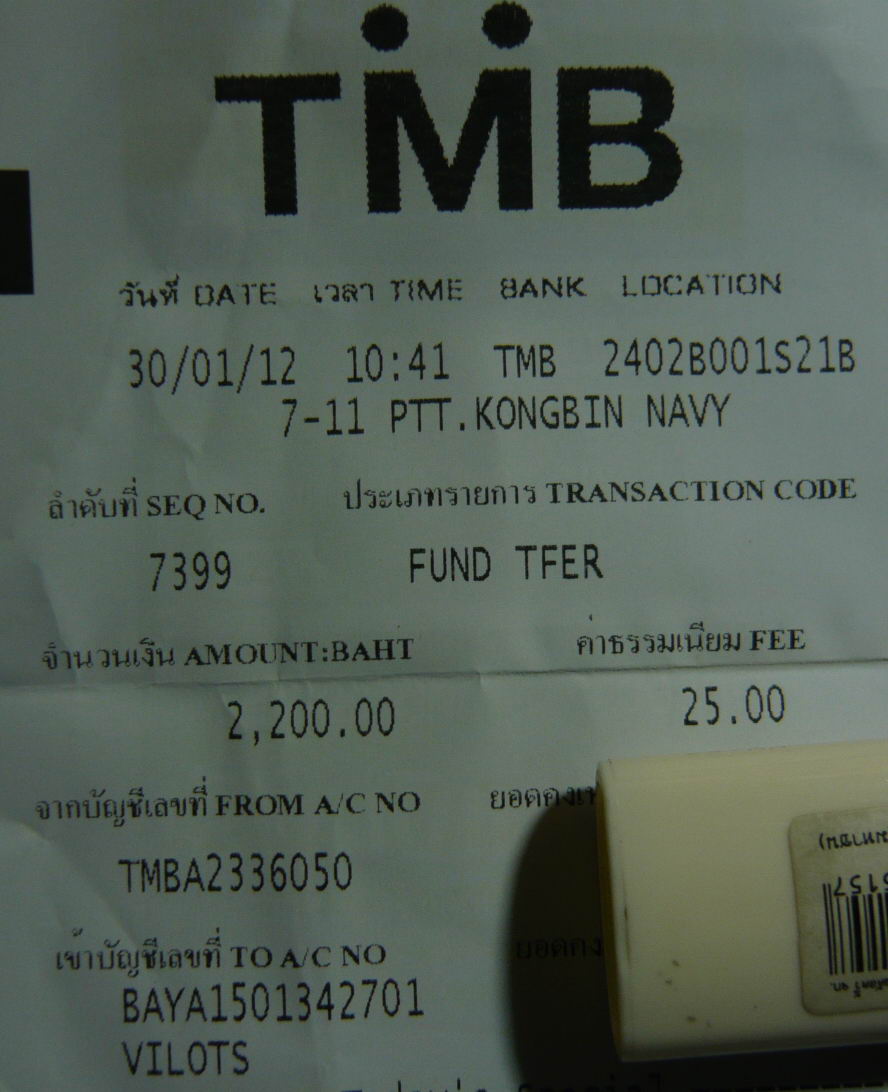 TMB
วันที่ DATE เวลา TIME BANK LOCATION
30/01/12 10:41 TMB 2402B001S21B
7-11 PTT.KONGBIN NAVY
ลำดับที่ SEQ NO. ประเภทรายการ TRANSACTION CODE
7399 FUND TFER
จำนวนเงิน AMOUNT:BAHT ค่าธรรมเนียม FEE
2,200.00 25.00
จากบัญชีเลขที่ FROM A/C NO
TMBA2336050
เข้าบัญชีเลขที่ TO A/C NO
BAYA1501342701
VILOTS